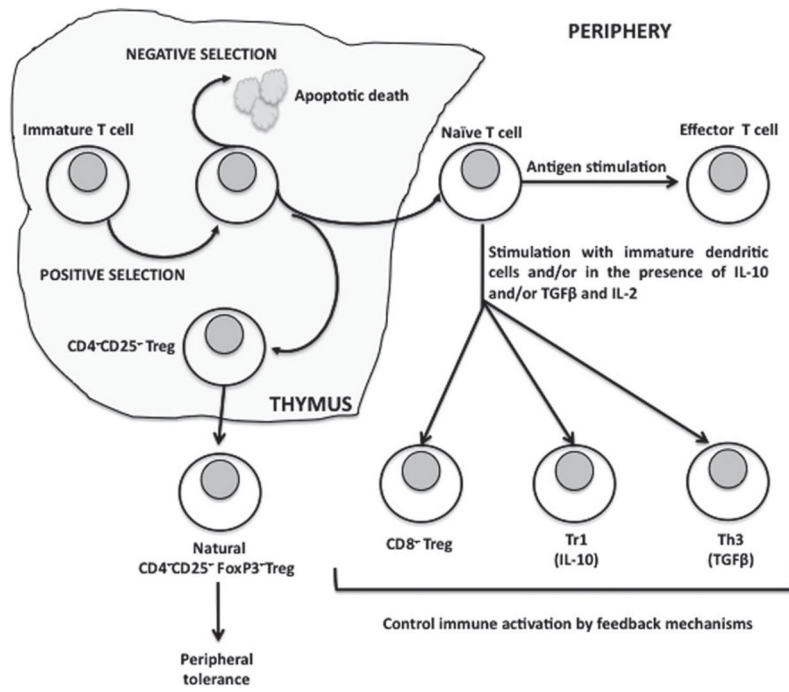 PERIPHERY
NEGATIVE SELECTION
Apoptotic death
Immature T cell
Naïve T cell
Effector T cell
Antigen stimulation
POSITIVE SELECTION
Stimulation with immature dendritic
cells and/or in the presence of IL-10
and/or TGFβ and IL-2
CD4⁺CD25⁺ Treg
THYMUS
CD8⁺ Treg
Tr1
(IL-10)
Th3
(TGFβ)
Natural
CD4⁺CD25⁺ FoxP3⁺Treg
Control immune activation by feedback mechanisms
Peripheral
tolerance